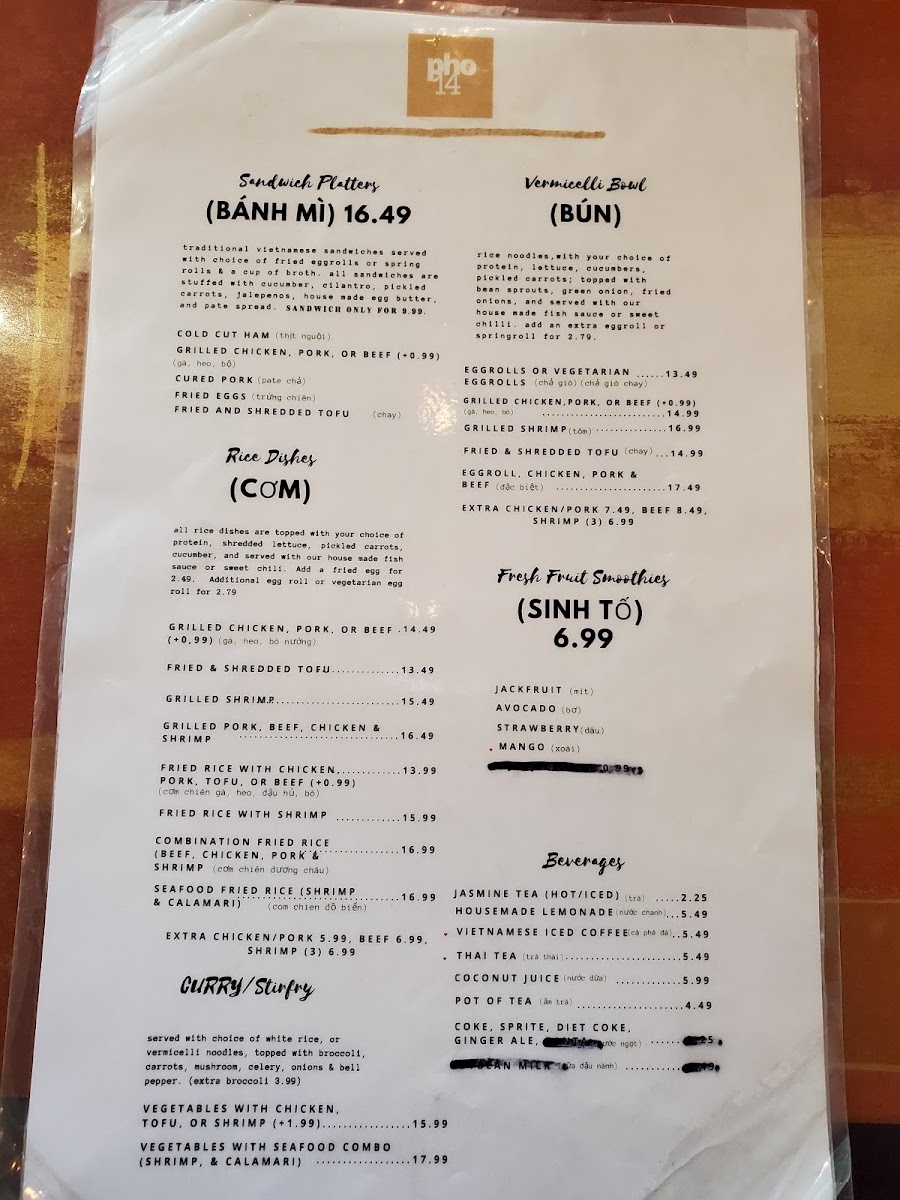 pho
14
Sandwich Platters
(BÁNH MÌ) 16.49
traditional vietnamese sandwiches served
with choice of fried eggrolls or spring
rolls & a cup of broth. all sandwiches are
stuffed with cucumber, cilantro, pickled
carrots, jalepenos, house made egg butter,
and pate spread. SANDWICH ONLY FOR 9.99.
COLD CUT HAM (thịt nguội)
GRILLED CHICKEN, PORK, OR BEEF (+0.99)
(gà, heo, bộ)
CURED PORK (pate chả)
FRIED EGGS (trứng chiên)
FRIED AND SHREDDED TOFU (chay)
Rice Dishes
(CƠM)
all rice dishes are topped with your choice of
protein, shredded lettuce, pickled carrots,
cucumber, and served with our house made fish
sauce or sweet chili. Add a fried egg for
2.49. Additional egg roll or vegetarian egg
roll for 2.79
GRILLED CHICKEN, PORK, OR BEEF .14.49
(+0,99) (gà, heo, bò nướng)
FRIED & SHREDDED TOFU............13.49
GRILLED SHRIMP.....................15.49
GRILLED PORK, BEEF, CHICKEN &
SHRIMP ........................16.49
FRIED RICE WITH CHICKEN,.........13.99
PORK, TOFU, OR BEEF (+0.99)
(cơm chiên gà, heo, đậu hủ, bò)
FRIED RICE WITH SHRIMP ..........15.99
COMBINATION FRIED RICE
(BEEF, CHICKEN, PORK & ...............16.99
SHRIMP (cơm chiên dương châu)
SEAFOOD FRIED RICE (SHRIMP
& CALAMARI) ........................16.99
(com chien đồ biển)
EXTRA CHICKEN/PORK 5.99, BEEF 6.99,
SHRIMP (3) 6.99
CURRY/Stirfry
served with choice of white rice, or
vermicelli noodles, topped with broccoli,
carrots, mushroom, celery, onions & bell
pepper. (extra broccoli 3.99)
VEGETABLES WITH CHICKEN,
TOFU, OR SHRIMP (+1.99)..............15.99
VEGETABLES WITH SEAFOOD COMBO
(SHRIMP, & CALAMARI) ...............17.99
Vermicelli Bowl
(BÚN)
rice noodles,with your choice of
protein, lettuce, cucumbers,
pickled carrots; topped with
bean sprouts, green onion, fried
onions, and served with our
house made fish sauce or sweet
chilli. add an extra eggroll or
springroll for 2.79.
EGGROLLS OR VEGETARIAN ......13.49
EGGROLLS (chả giò)(chả giò chay)
GRILLED CHICKEN,PORK, OR BEEF (+0.99)
(gà, heo, bò) .........................14.99
GRILLED SHRIMP(tôm)...............16.99
FRIED & SHREDDED TOFU (chay)...14.99
EGGROLL, CHICKEN, PORK &
BEEF (đặc biệt) ......................17.49
EXTRA CHICKEN/PORK 7.49, BEEF 8.49,
SHRIMP (3) 6.99
Fresh Fruit Smoothies
(SINH TỐ)
6.99
JACKFRUIT (mít)
AVOCADO (bơ)
STRAWBERRY(dâu)
MANGO (xoài)
0.99
Beverages
JASMINE TEA (HOT/ICED) (trà) .....2.25
HOUSEMADE LEMONADE(nước chanh)...5.49
VIETNAMESE ICED COFFEE(cà phê đá)..5.49
THAI TEA (trà thái)....................5.49
COCONUT JUICE (nước dừa) .........5.99
POT OF TEA (ấm trà) ......................4.49
COKE, SPRITE, DIET COKE,
GINGER ALE, ngọt) ......
BEAN MILK đậu nành) ..........